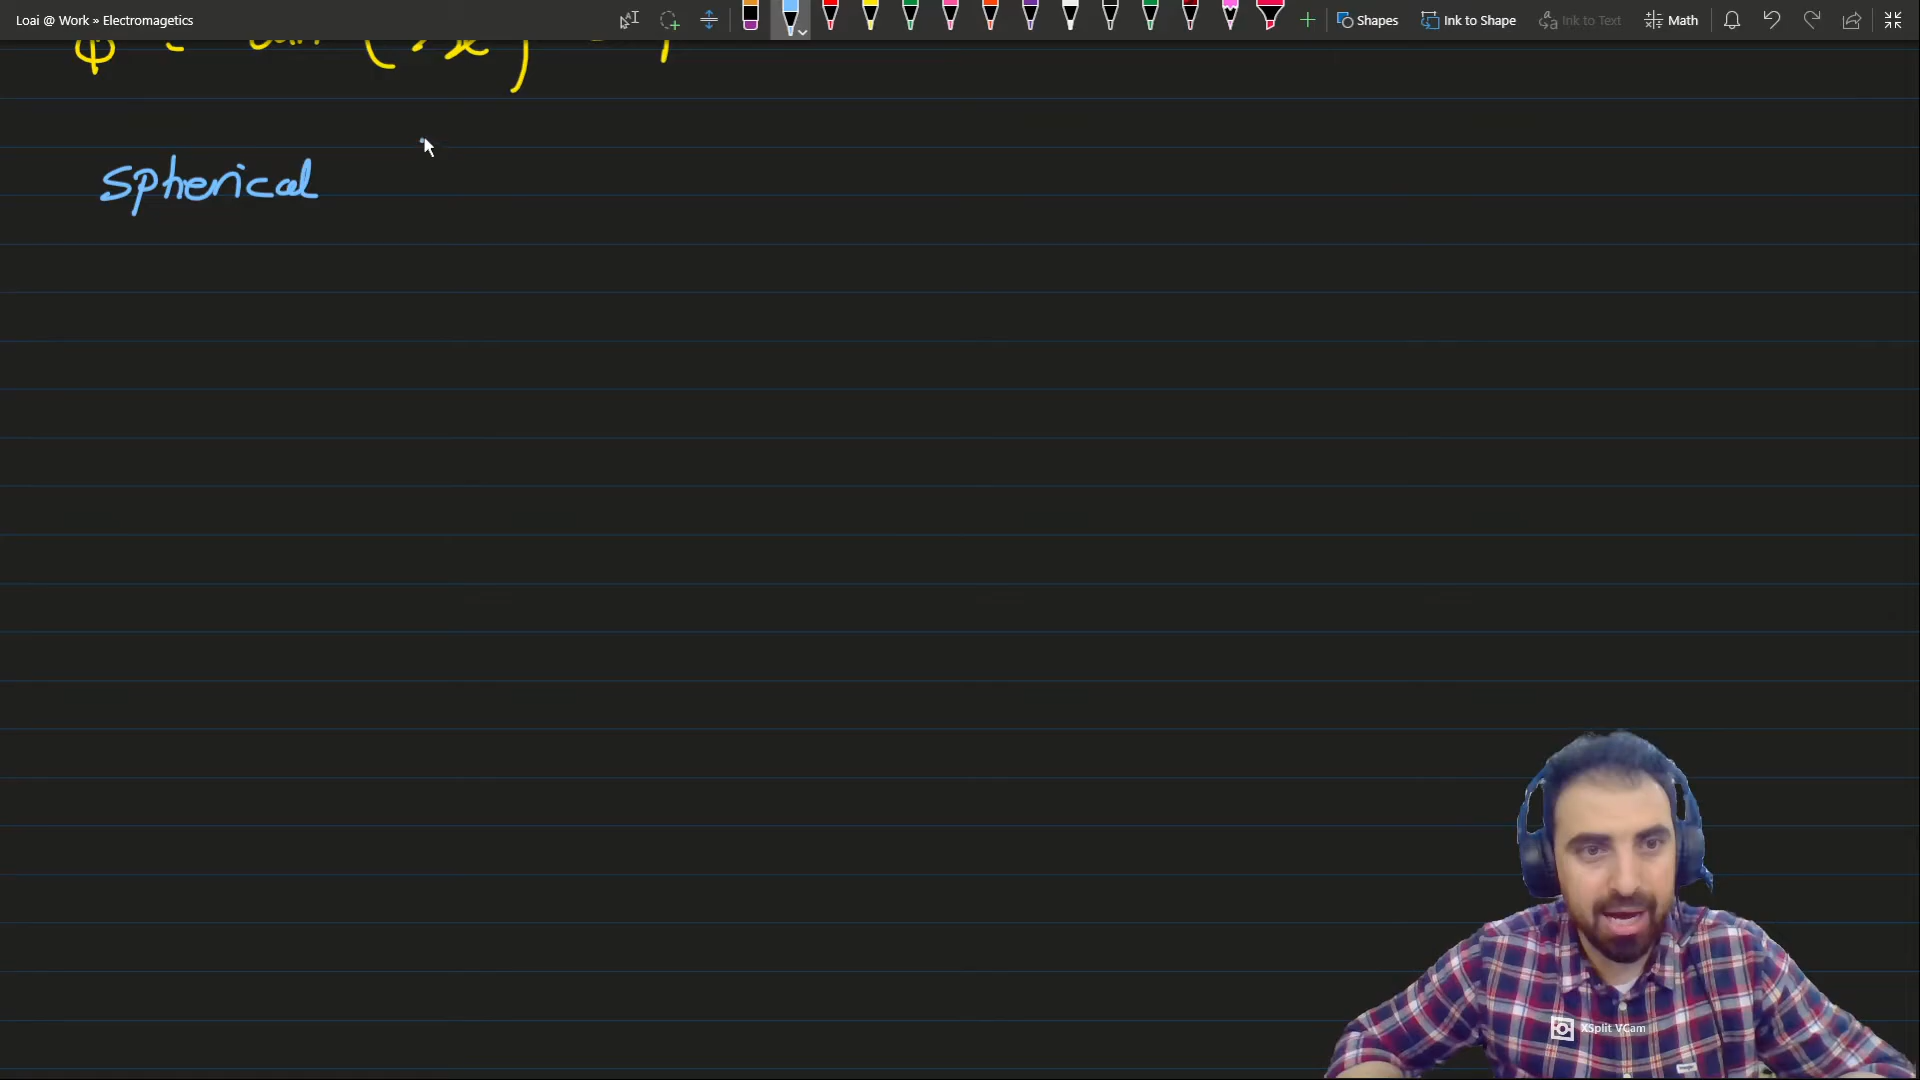 Loai @ Work » Electromagetics
Shapes
Ink to Shape
Ink to Text
Math
spherical
XSplit VCam